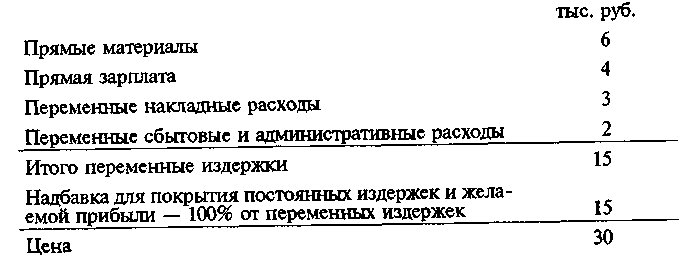 тыс. руб.
Прямые материалы 6
Прямая зарплата 4
Переменные накладные расходы 3
Переменные сбытовые и административные расходы 2
Итого переменные издержки 15
Надбавка для покрытия постоянных издержек и жела-
емой прибыли — 100% от переменных издержек 15
Цена 30